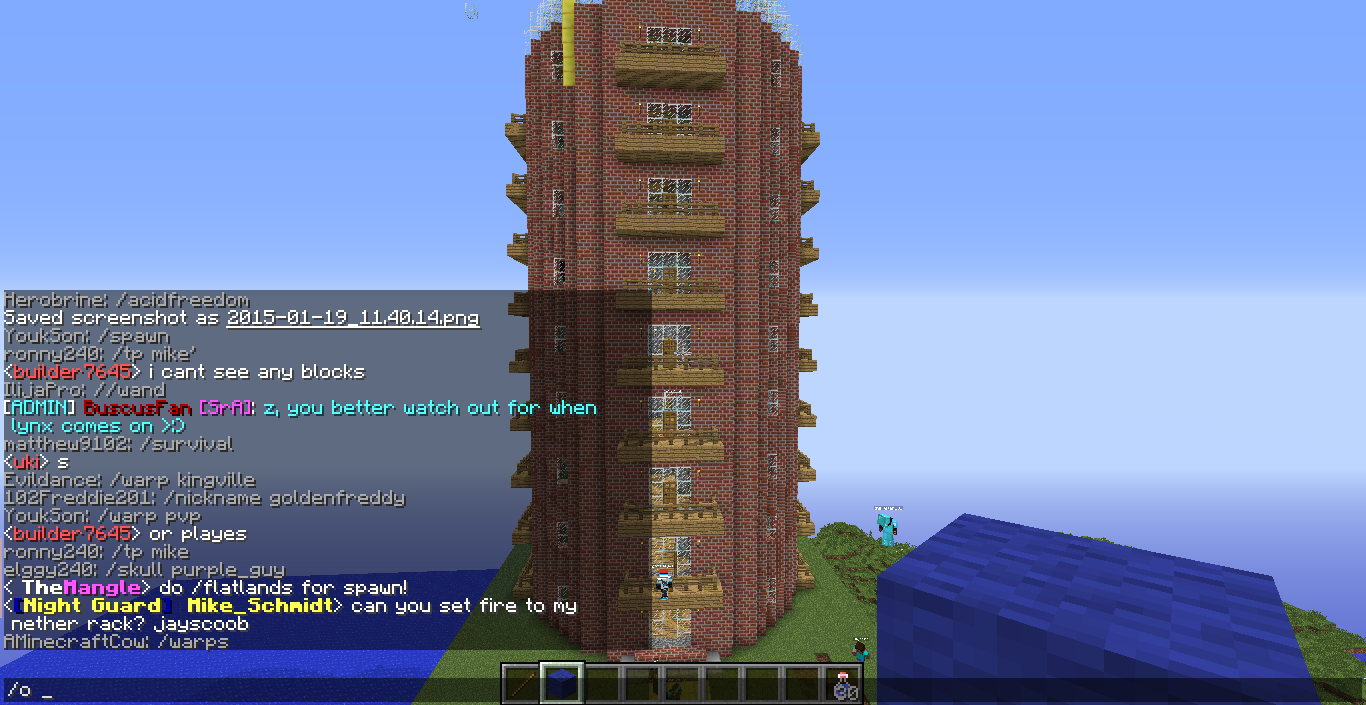 Herobrine: /acidfreedom
Saved screenshot as 2015-01-19_11.40.14.png
YoukSon: /spawn
ronny240: /tp mike'
<builder7645> i cant see any blocks
IlijaPro: //wand
[ADMIN] BuscusFan [SrA]: z, you better watch out for when
lynx comes on >:D
matthew9102: /survival
<uki> s
Evildance: /warp kingville
102Freddie201: /nickname goldenfreddy
YoukSon: /warp pvp
<builder7645> or playes
ronny240: /tp mike
elggy240: /skull purple_guy
< TheMangle> do /flatlands for spawn!
<[Night Guard] Mike_Schmidt> can you set fire to my
nether rack? jayscoob
AMinecraftCow: /warps
/o _